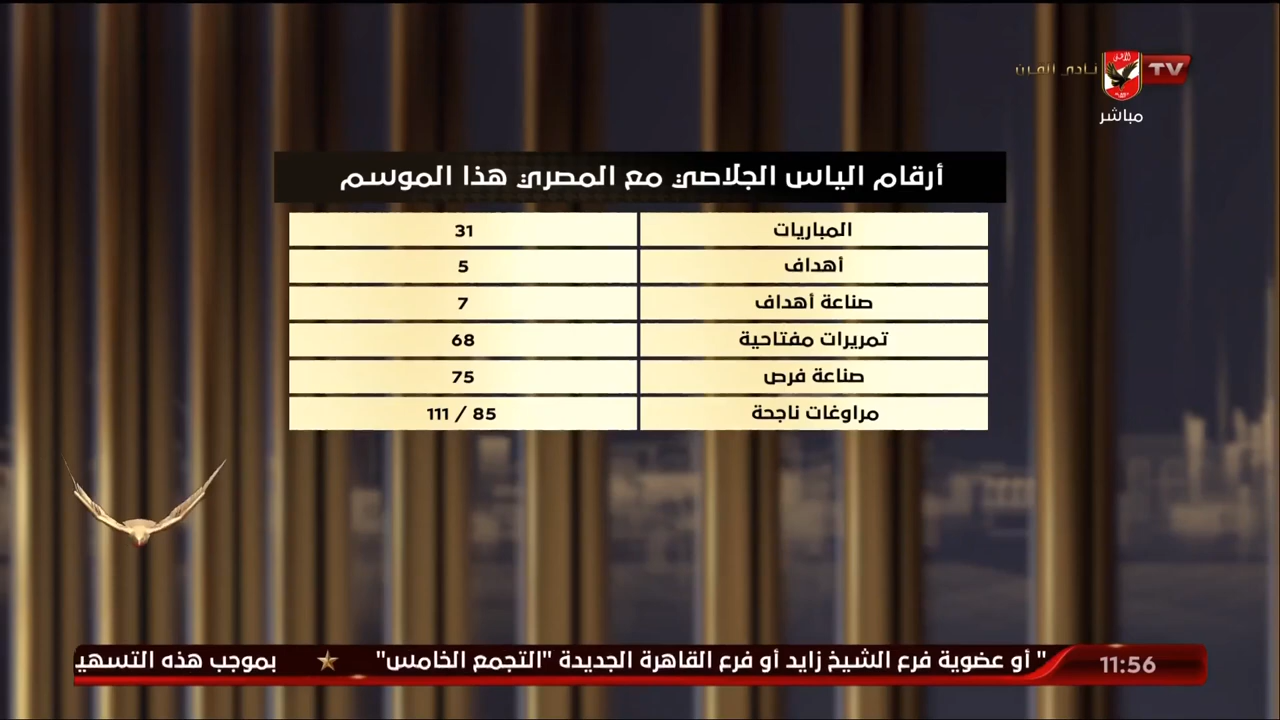 نادي القرن
TV
مباشر
أرقام الياس الجلاصي مع المصري هذا الموسم
المباريات 31
أهداف 5
صناعة أهداف 7
تمريرات مفتاحية 68
صناعة فرص 75
مراوغات ناجحة 85 / 111
11:56 " أو عضوية فرع الشيخ زايد أو فرع القاهرة الجديدة "التجمع الخامس" بموجب هذه التسهي